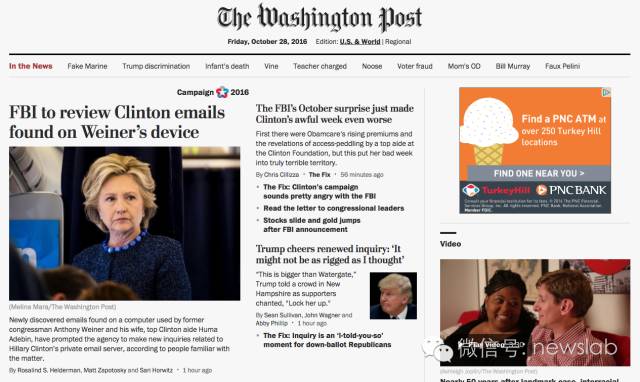 The Washington Post
Friday, October 28, 2016 Edition: U.S. & World | Regional
In the News Fake Marine Trump discrimination Infant's death Vine Teacher charged Noose Voter fraud Mom's OD Bill Murray Faux Pelini
Campaign 2016
FBI to review Clinton emails
found on Weiner's device
(Melina Mara/The Washington Post)
Newly discovered emails found on a computer used by former
congressman Anthony Weiner and his wife, top Clinton aide Huma
Adebin, have prompted the agency to make new inquiries related to
Hillary Clinton's private email server, according to people familiar with
the matter.
By Rosalind S. Helderman, Matt Zapotosky and Sari Horwitz • 1 hour ago
The FBI's October surprise just made
Clinton's awful week even worse
First there were Obamacare's rising premiums and
the revelations of access-peddling by a top aide at
the Clinton Foundation, but this put her bad week
into truly terrible territory.
By Chris Cillizza • The Fix • 56 minutes ago
• The Fix: Clinton's campaign
sounds pretty angry with the FBI
• Read the letter to congressional leaders
• Stocks slide and gold jumps
after FBI announcement
Trump cheers renewed inquiry: 'It
might not be as rigged as I thought'
"This is bigger than Watergate,"
Trump told a crowd in New
Hampshire as supporters
chanted, "Lock her up."
By Sean Sullivan, John Wagner and
Abby Phillip • 1 hour ago
• The Fix: Inquiry is an 'I-told-you-so'
moment for down-ballot Republicans
Find a PNC ATM at
over 250 Turkey Hill
locations
FIND ONE NEAR YOU >
TurkeyHill PNCBANK
Member FDIC
Video
Play Video
微信号: newslab
Nearly 50 years after landmark case, interracial